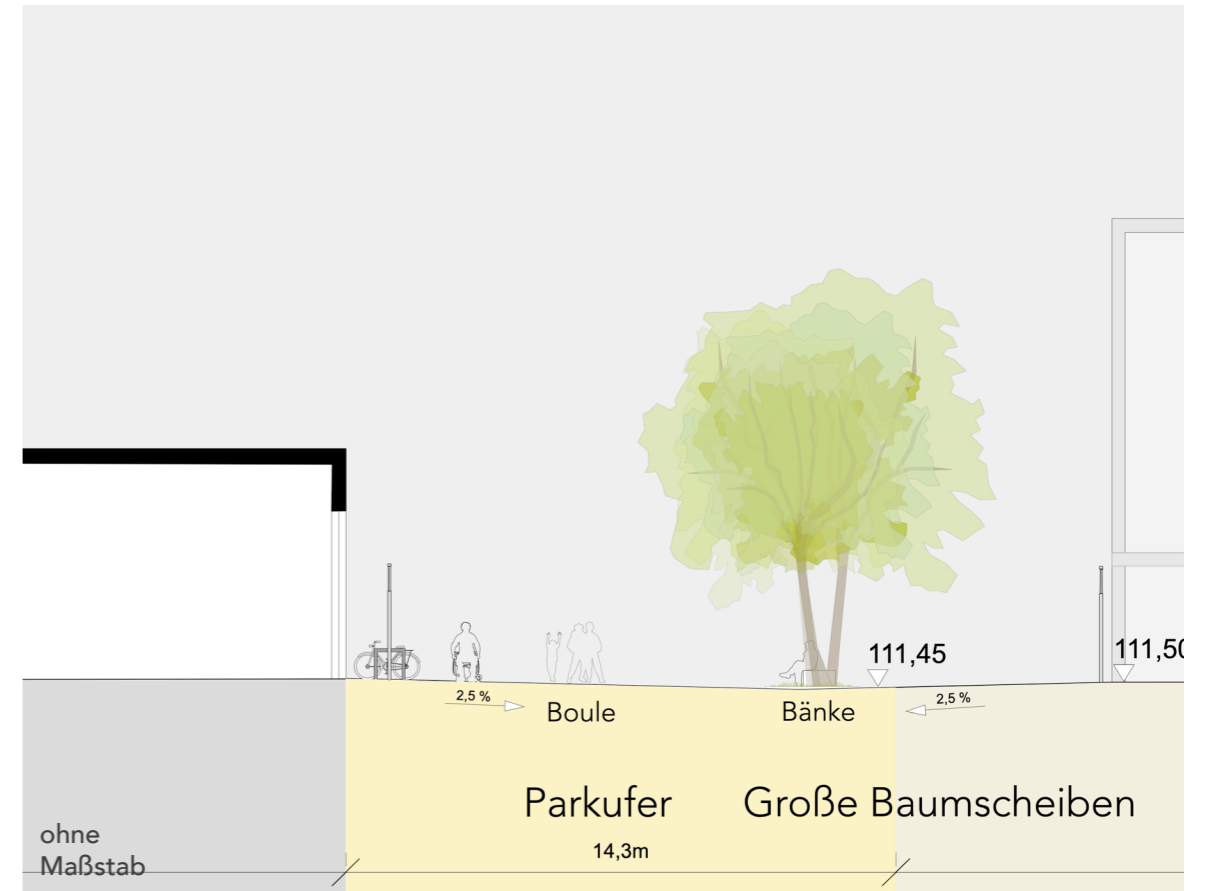 111,45
111,50
2,5 %
2,5 %
Boule
Bänke
Parkufer
Große Baumscheiben
ohne
Maßstab
14,3m